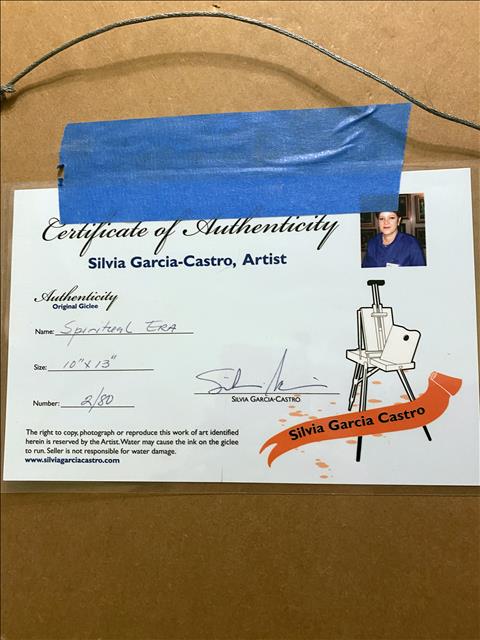 Certificate of Authenticity
Silvia Garcia-Castro, Artist
Authenticity
Original Giclee
Name: Spiritual ERA
Size: 10" x 13"
Number: 2/80
SILVIA GARCIA-CASTRO
Silvia Garcia Castro
The right to copy, photograph or reproduce this work of art identified
herein is reserved by the Artist.Water may cause the ink on the giclee
to run. Seller is not responsible for water damage.
www.silviagarciacastro.com